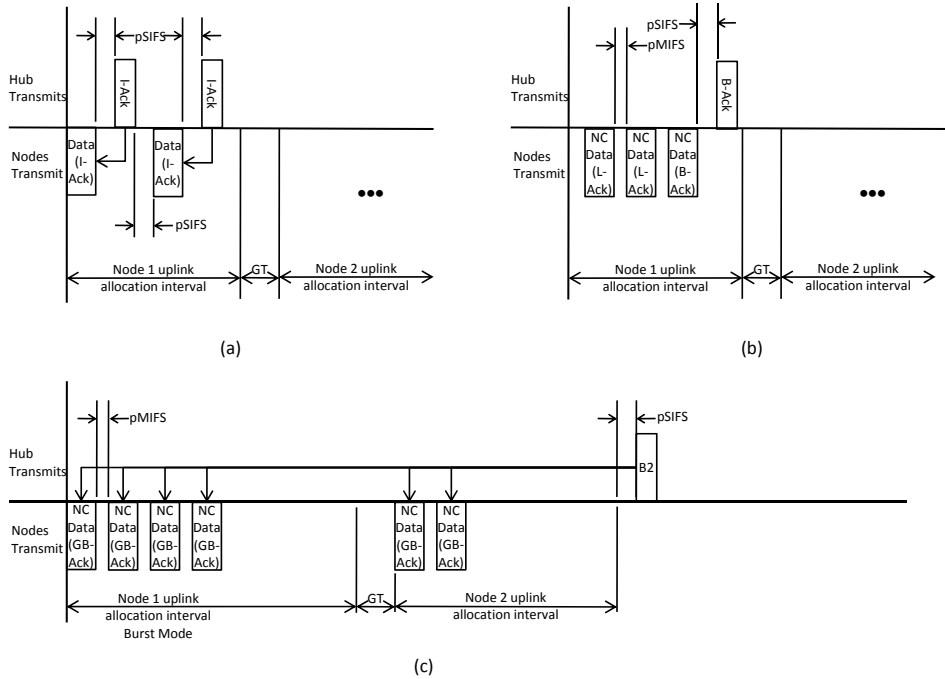 pSIFS
I-Ack
I-Ack
Hub
Transmits
Nodes
Transmit
Data
(I-
Ack)
Data
(I-
Ack)
pSIFS
Node 1 uplink
allocation interval
GT
Node 2 uplink
allocation interval
(a)
pSIFS
pMIFS
B-Ack
Hub
Transmits
Nodes
Transmit
NC
Data
(L-
Ack)
NC
Data
(L-
Ack)
NC
Data
(B-
Ack)
Node 1 uplink
allocation interval
GT
Node 2 uplink
allocation interval
(b)
pMIFS
pSIFS
Hub
Transmits
B2
Nodes
Transmit
NC
Data
(GB-
Ack)
NC
Data
(GB-
Ack)
NC
Data
(GB-
Ack)
NC
Data
(GB-
Ack)
NC
Data
(GB-
Ack)
NC
Data
(GB-
Ack)
Node 1 uplink
allocation interval
Burst Mode
GT
Node 2 uplink
allocation interval
(c)